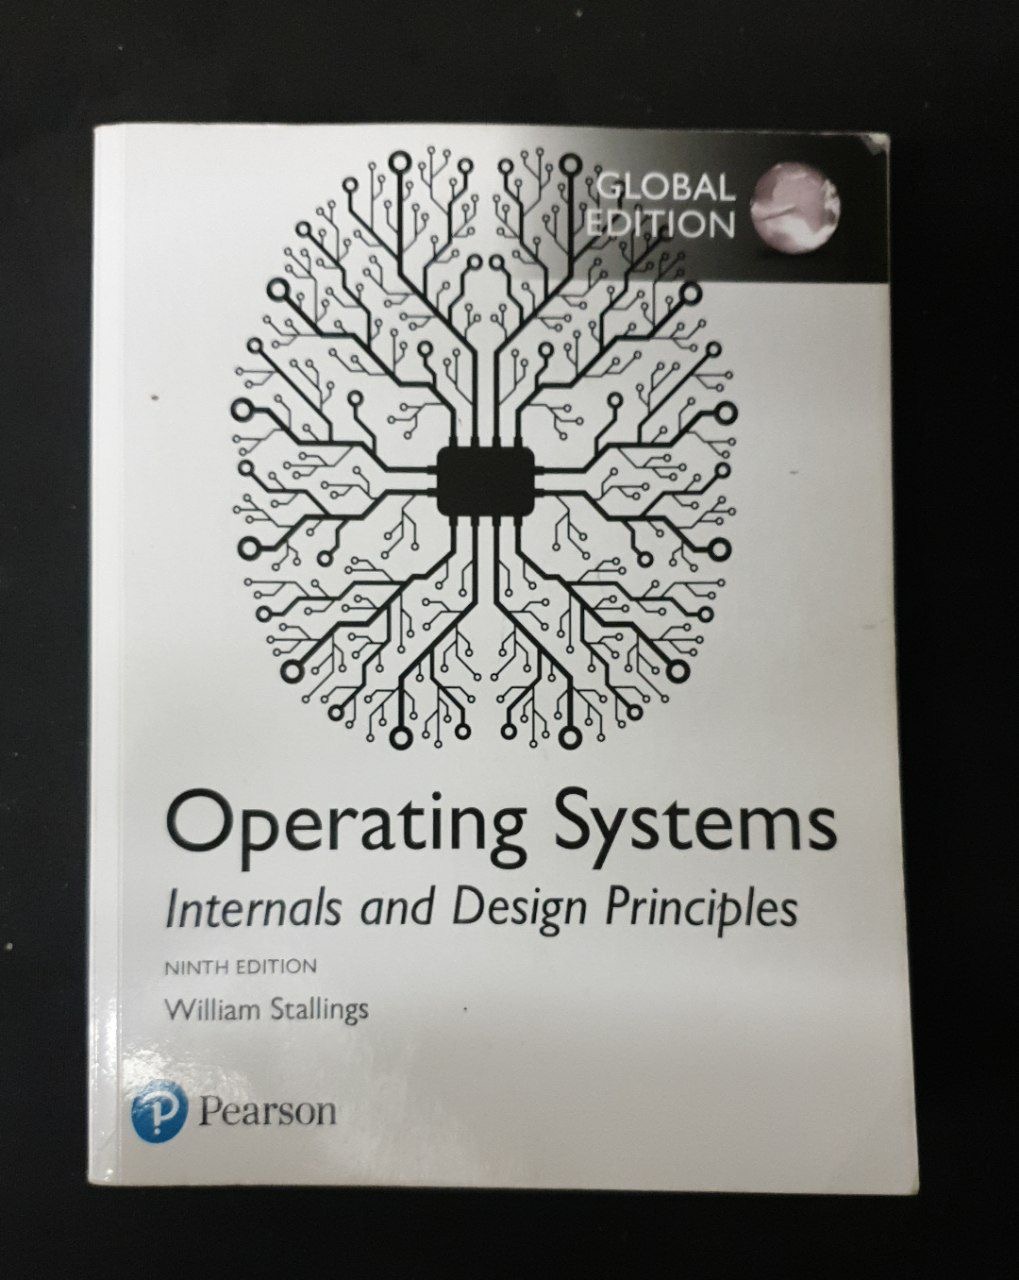 GLOBAL
EDITION
Operating Systems
Internals and Design Principles
NINTH EDITION
William Stallings
Pearson